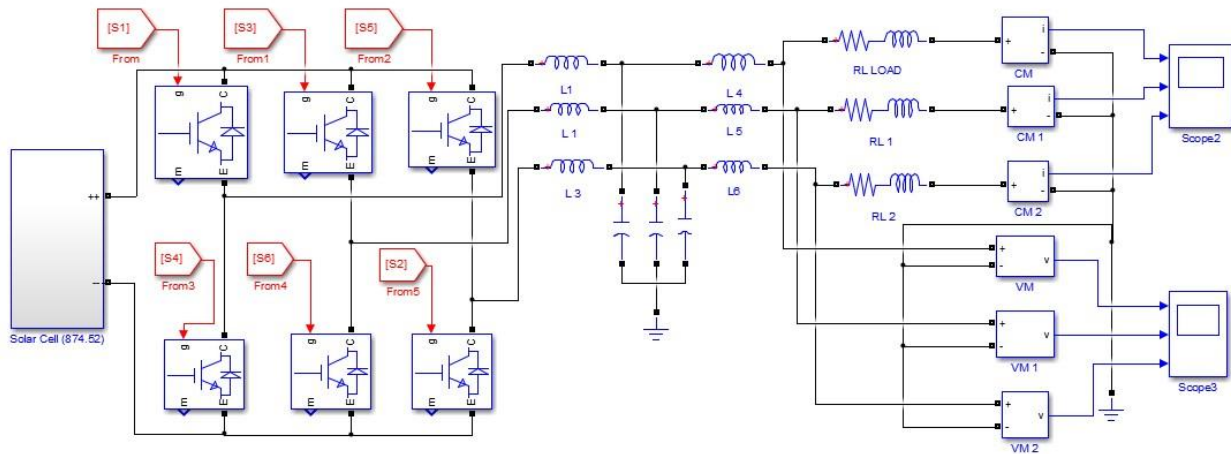 [S1]
From
[S3]
From1
[S5]
From2
g
C
m
E
g
C
m
E
g
C
m
E
++
--
Solar Cell (874.52)
[S4]
From3
[S6]
From4
[S2]
From5
g
C
m
E
g
C
m
E
g
C
m
E
L1
L 1
L 3
L 4
L 5
L6
+
+
+
+
+
+
+
+
+
+
+
+
RL LOAD
RL 1
RL 2
+
-
i
CM
+
-
i
CM 1
+
-
i
CM 2
Scope2
+
-
v
VM
+
-
v
VM 1
+
-
v
VM 2
Scope3